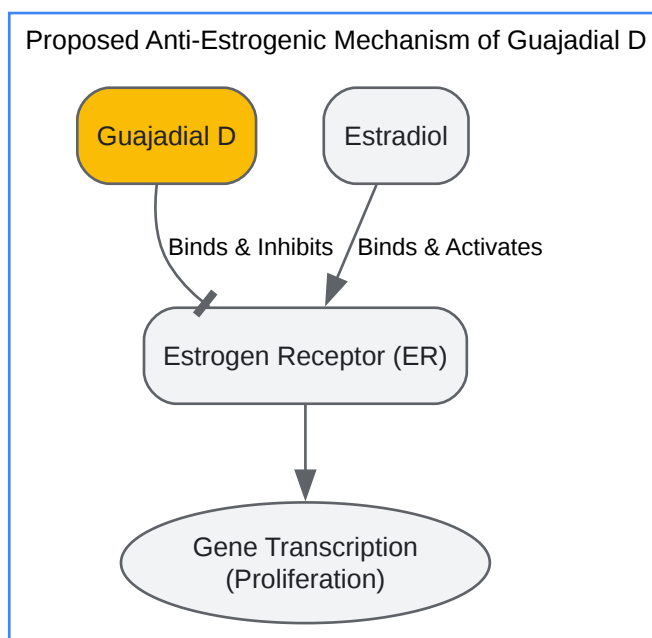 Proposed Anti-Estrogenic Mechanism of Guajadial D
Guajadial D
Estradiol
Binds & Inhibits
Binds & Activates
Estrogen Receptor (ER)
Gene Transcription
(Proliferation)